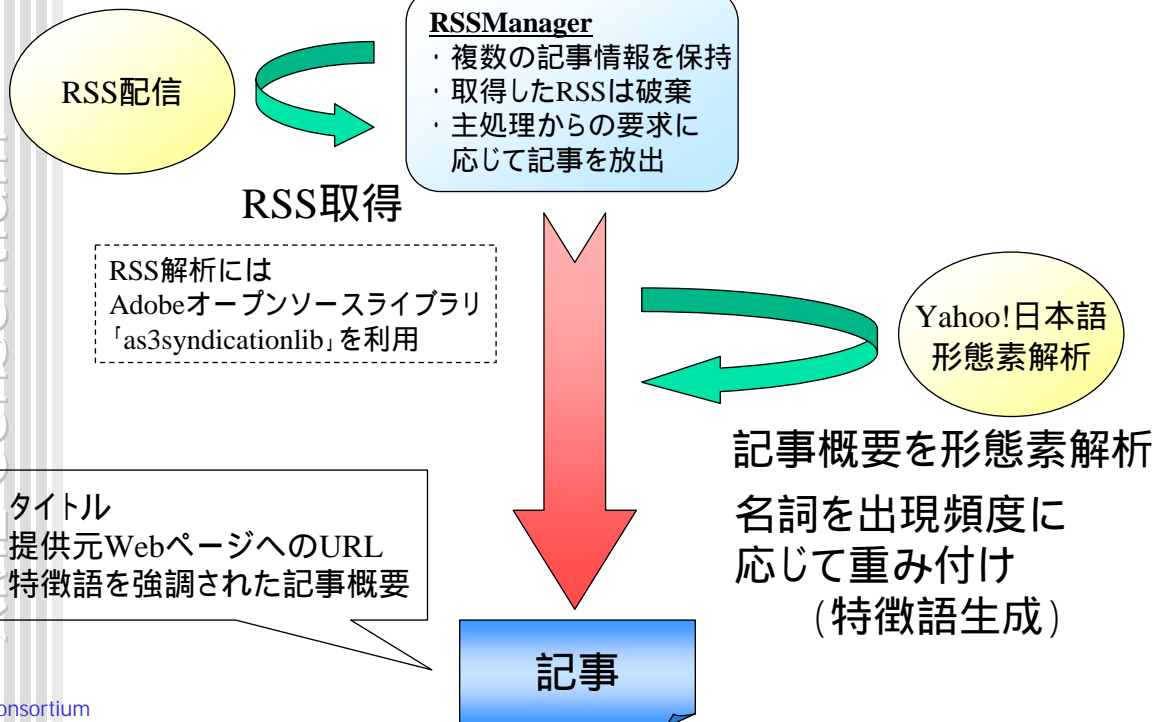 RSS配信
RSSManager
・複数の記事情報を保持
・取得したRSSは破棄
・主処理からの要求に
応じて記事を放出
RSS取得
RSS解析には
Adobeオープンソースライブラリ
「as3syndicationlib」を利用
Yahoo!日本語
形態素解析
記事概要を形態素解析
名詞を出現頻度に
応じて重み付け
(特徴語生成)
タイトル
提供元WebページへのURL
特徴語を強調された記事概要
記事
onsortium